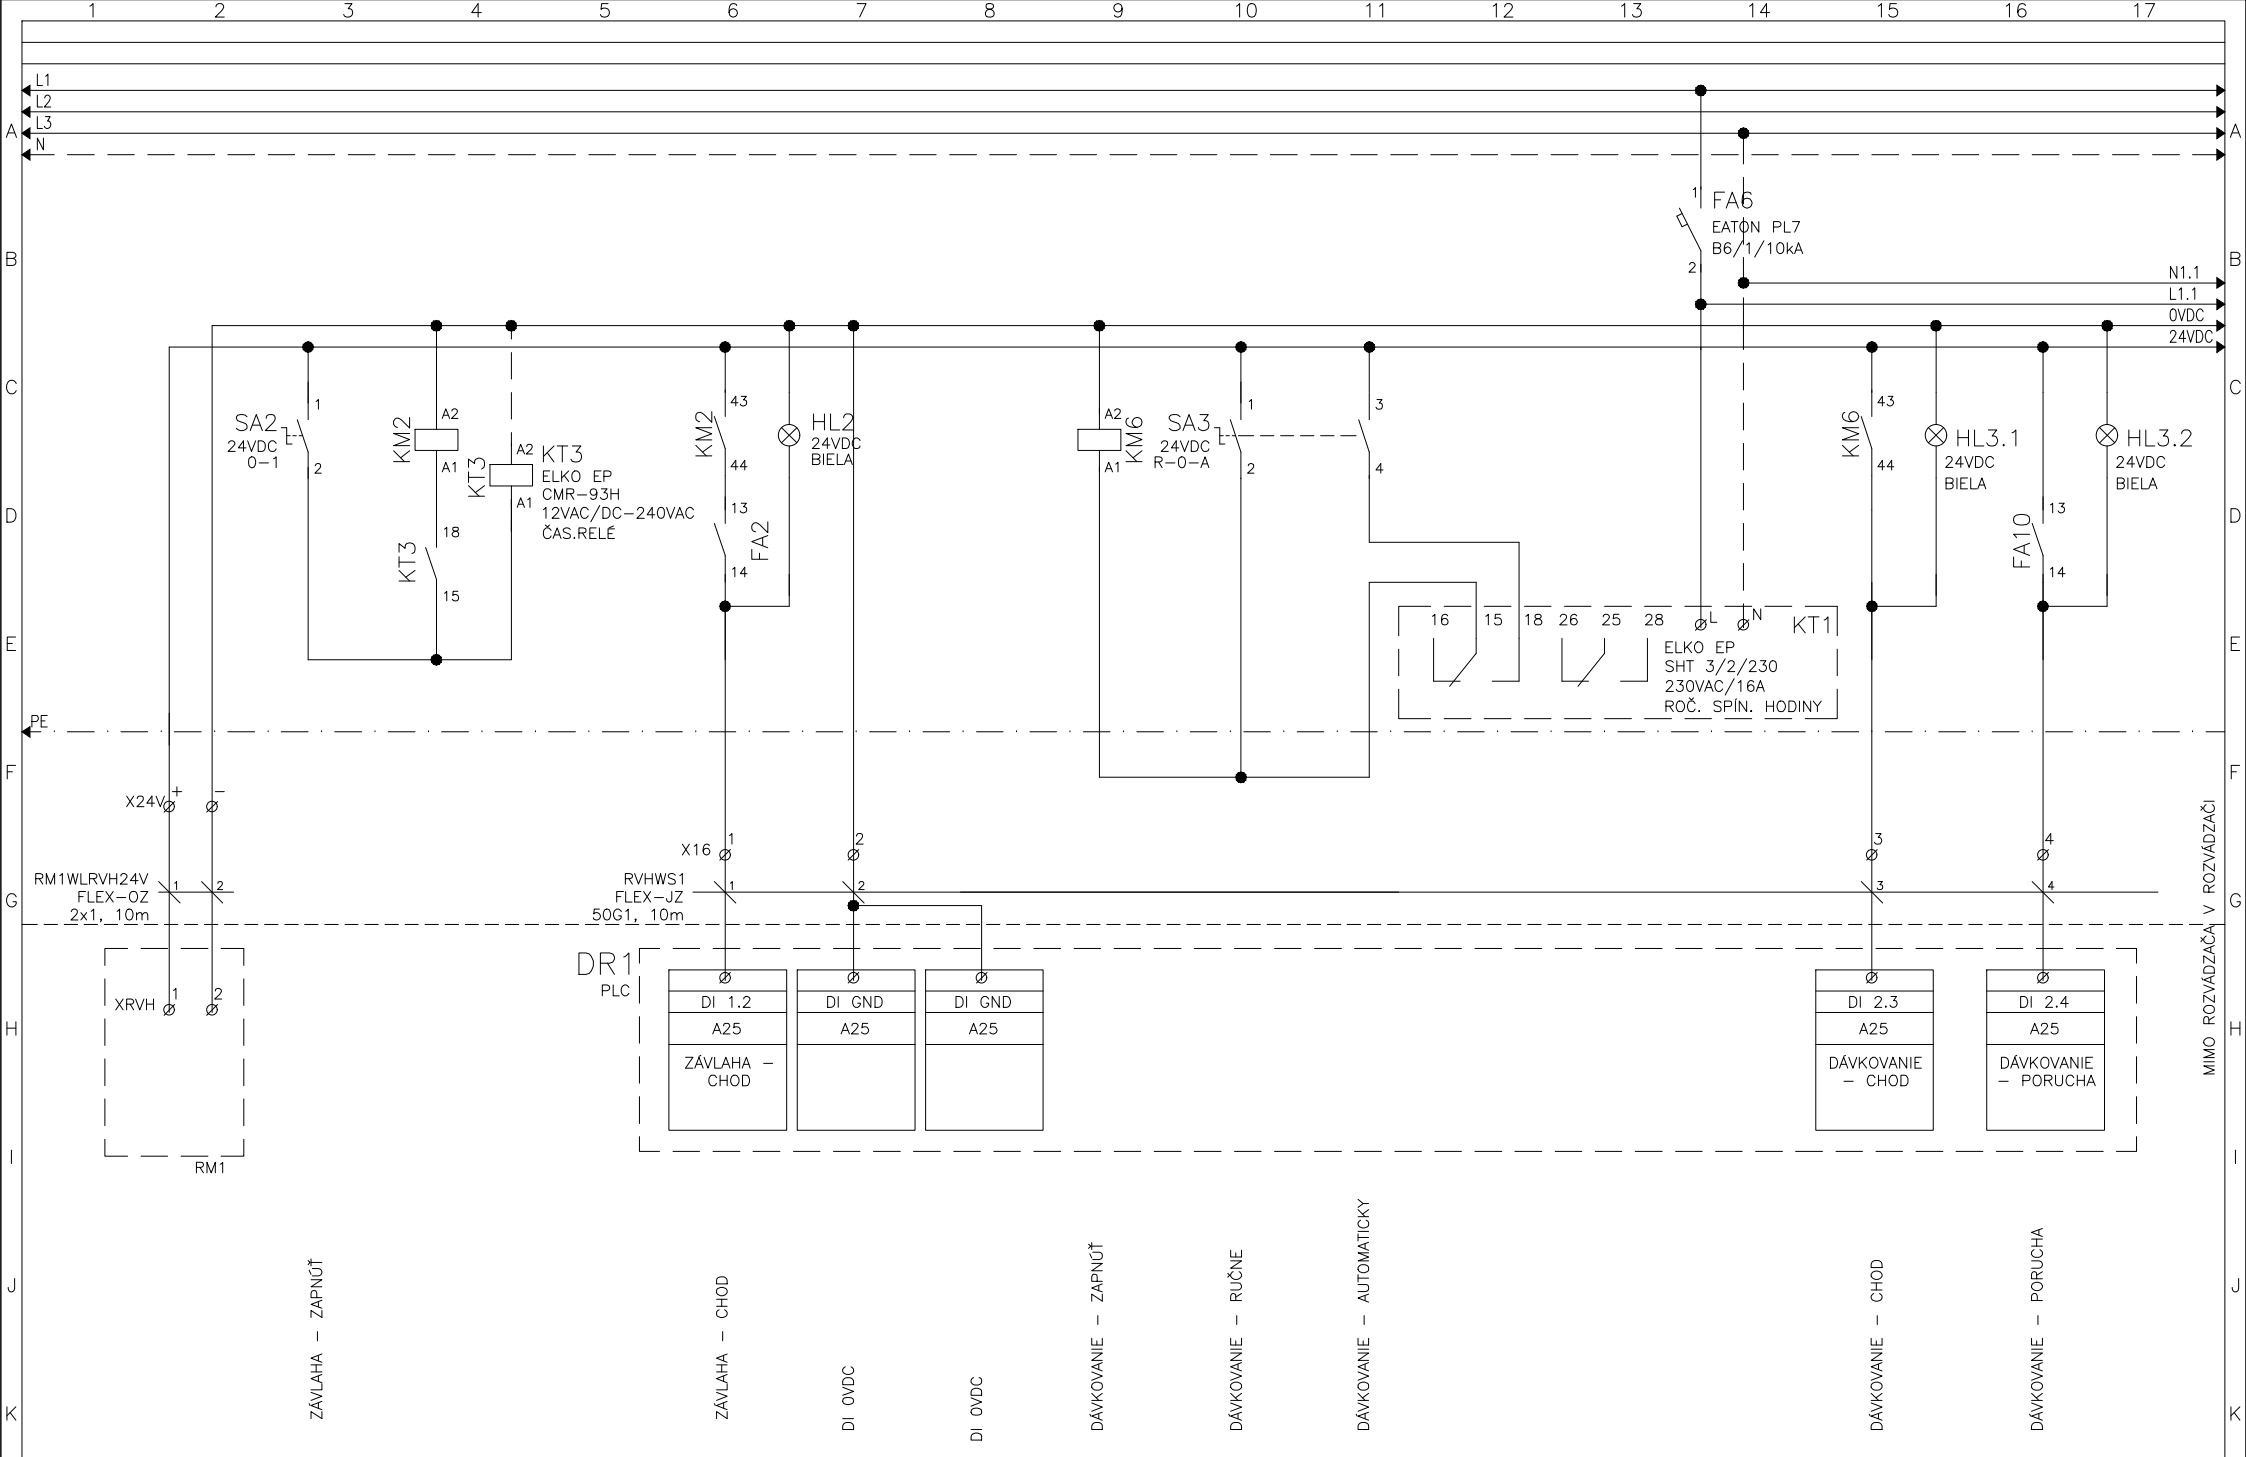 1 2 3 4 5 6 7 8 9 10 11 12 13 14 15 16 17
L1
L2
A L3 A
N
1 FA6
EATON PL7
B B6/1/10kA B
2
N1.1
L1.1
0VDC
24VDC
C C
SA2
24VDC
0-1
1
2
KM2
A2
A1
KT3
18
15
KT3
A2
A1
KT3
ELKO EP
CMR-93H
12VAC/DC-240VAC
ČAS.RELÉ
KM2
43
44
13
14
FA2
HL2
24VDC
BIELA
A2
A1
KM6
SA3
24VDC
R-0-A
1
2
3
4
KM6
43
44
HL3.1
24VDC
BIELA
FA10
13
14
HL3.2
24VDC
BIELA
D D
16 15 18 26 25 28 L N KT1
E E
ELKO EP
SHT 3/2/230
230VAC/16A
ROČ. SPÍN. HODINY
PE
F F
X24V + -
X16 1 2 3 4
RM1WLRVH24V
FLEX-OZ
2x1, 10m
1 2
RVHWS1
FLEX-JZ
50G1, 10m
1 2 3 4
G G
MIMO ROZVÁDZAČA V ROZVÁDZAČI
DR1
PLC
XRVH 1 2
H H
DI 1.2
A25
ZÁVLAHA -
CHOD
DI GND
A25
DI GND
A25
DI 2.3
A25
DÁVKOVANIE
- CHOD
DI 2.4
A25
DÁVKOVANIE
- PORUCHA
I I
RM1
J J
ZÁVLAHA - ZAPNÚŤ
ZÁVLAHA - CHOD
DI 0VDC
DI 0VDC
DÁVKOVANIE - ZAPNÚŤ
DÁVKOVANIE - RUČNE
DÁVKOVANIE - AUTOMATICKY
DÁVKOVANIE - CHOD
DÁVKOVANIE - PORUCHA
K K